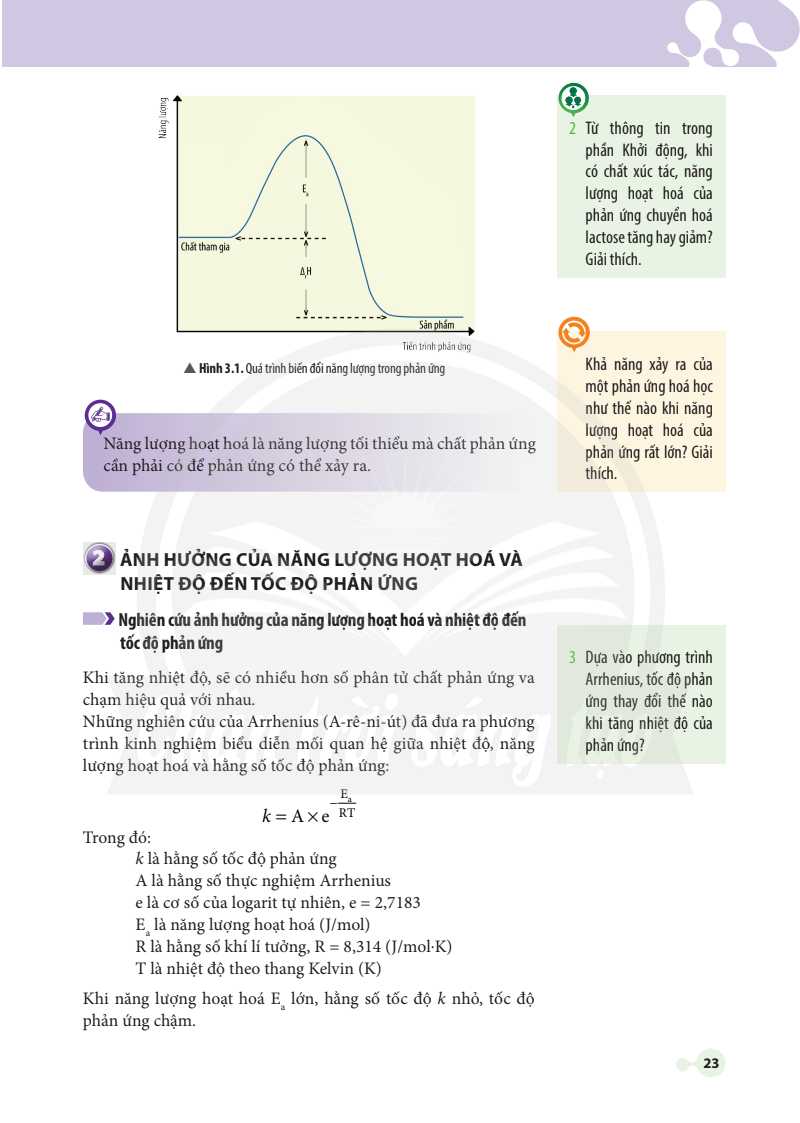 Năng lượng
E_a
Chất tham gia
Δ_rH
Sản phẩm
Tiến trình phản ứng
▲ Hình 3.1. Quá trình biến đổi năng lượng trong phản ứng
Năng lượng hoạt hoá là năng lượng tối thiểu mà chất phản ứng
cần phải có để phản ứng có thể xảy ra.
2 Từ thông tin trong
phần Khởi động, khi
có chất xúc tác, năng
lượng hoạt hoá của
phản ứng chuyển hoá
lactose tăng hay giảm?
Giải thích.
Khả năng xảy ra của
một phản ứng hoá học
như thế nào khi năng
lượng hoạt hoá của
phản ứng rất lớn? Giải
thích.
2 ẢNH HƯỞNG CỦA NĂNG LƯỢNG HOẠT HOÁ VÀ
NHIỆT ĐỘ ĐẾN TỐC ĐỘ PHẢN ỨNG
Nghiên cứu ảnh hưởng của năng lượng hoạt hoá và nhiệt độ đến
tốc độ phản ứng
Khi tăng nhiệt độ, sẽ có nhiều hơn số phân tử chất phản ứng va
chạm hiệu quả với nhau.
Những nghiên cứu của Arrhenius (A-rê-ni-út) đã đưa ra phương
trình kinh nghiệm biểu diễn mối quan hệ giữa nhiệt độ, năng
lượng hoạt hoá và hằng số tốc độ phản ứng:
k = A × e^(−E_a/RT)
Trong đó:
k là hằng số tốc độ phản ứng
A là hằng số thực nghiệm Arrhenius
e là cơ số của logarit tự nhiên, e = 2,7183
E_a là năng lượng hoạt hoá (J/mol)
R là hằng số khí lí tưởng, R = 8,314 (J/mol·K)
T là nhiệt độ theo thang Kelvin (K)
Khi năng lượng hoạt hoá E_a lớn, hằng số tốc độ k nhỏ, tốc độ
phản ứng chậm.
3 Dựa vào phương trình
Arrhenius, tốc độ phản
ứng thay đổi thế nào
khi tăng nhiệt độ của
phản ứng?
Chân trời sáng tạo
23